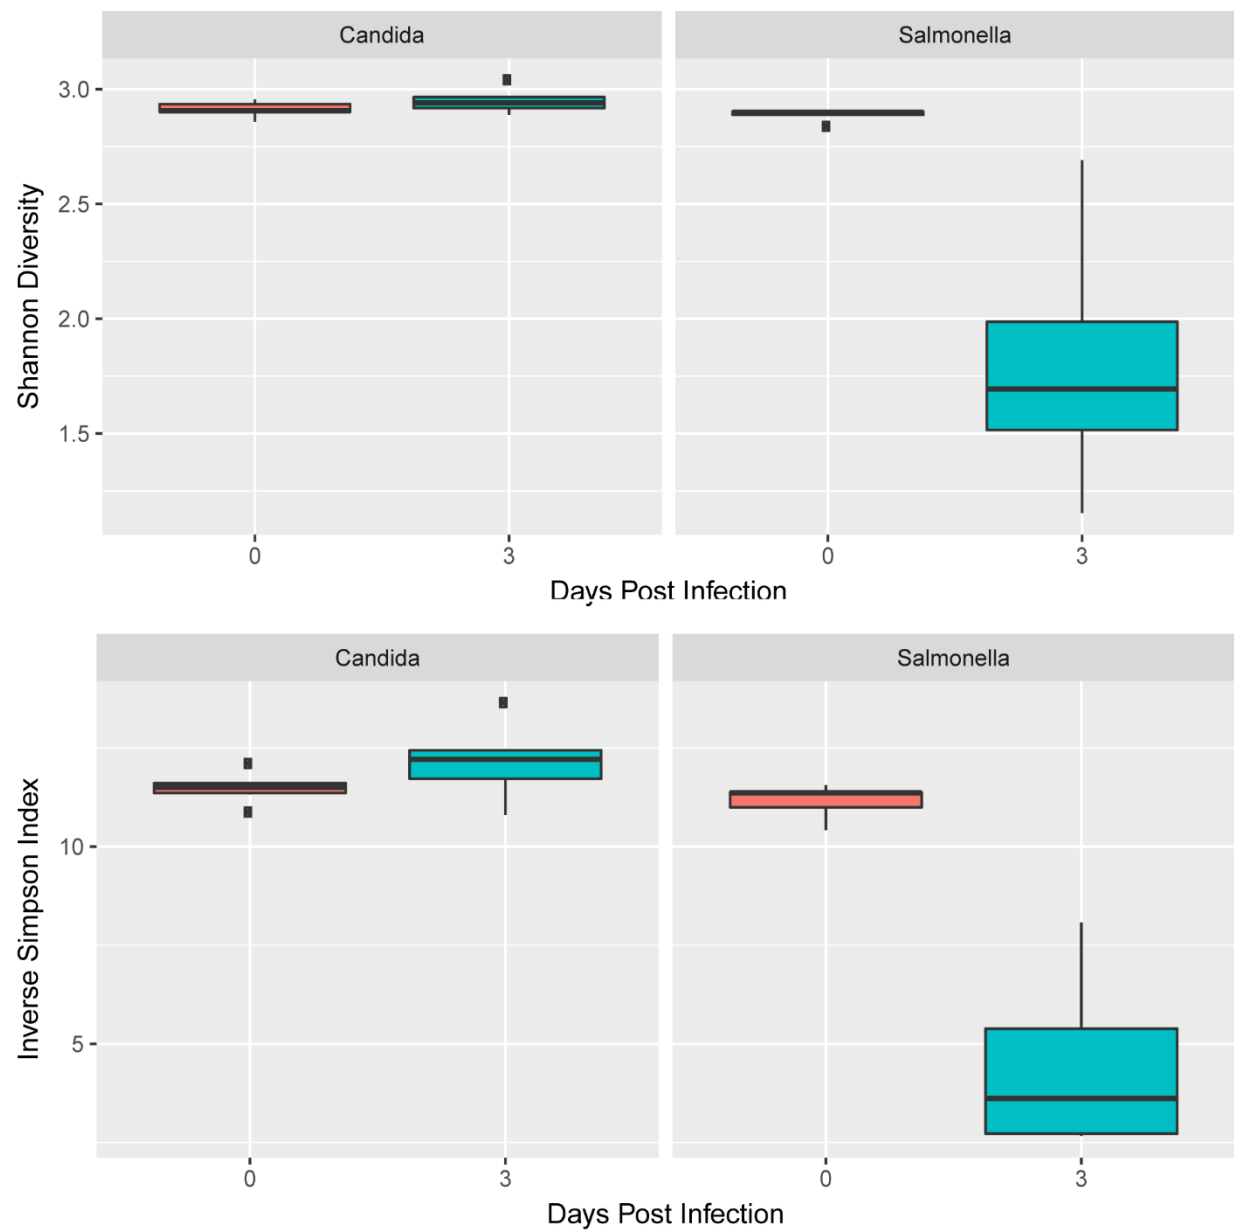 Candida Salmonella
3.0
2.5
2.0
1.5
Shannon Diversity
0 3 0 3
Days Post Infection
Candida Salmonella
10
5
Inverse Simpson Index
0 3 0 3
Days Post Infection